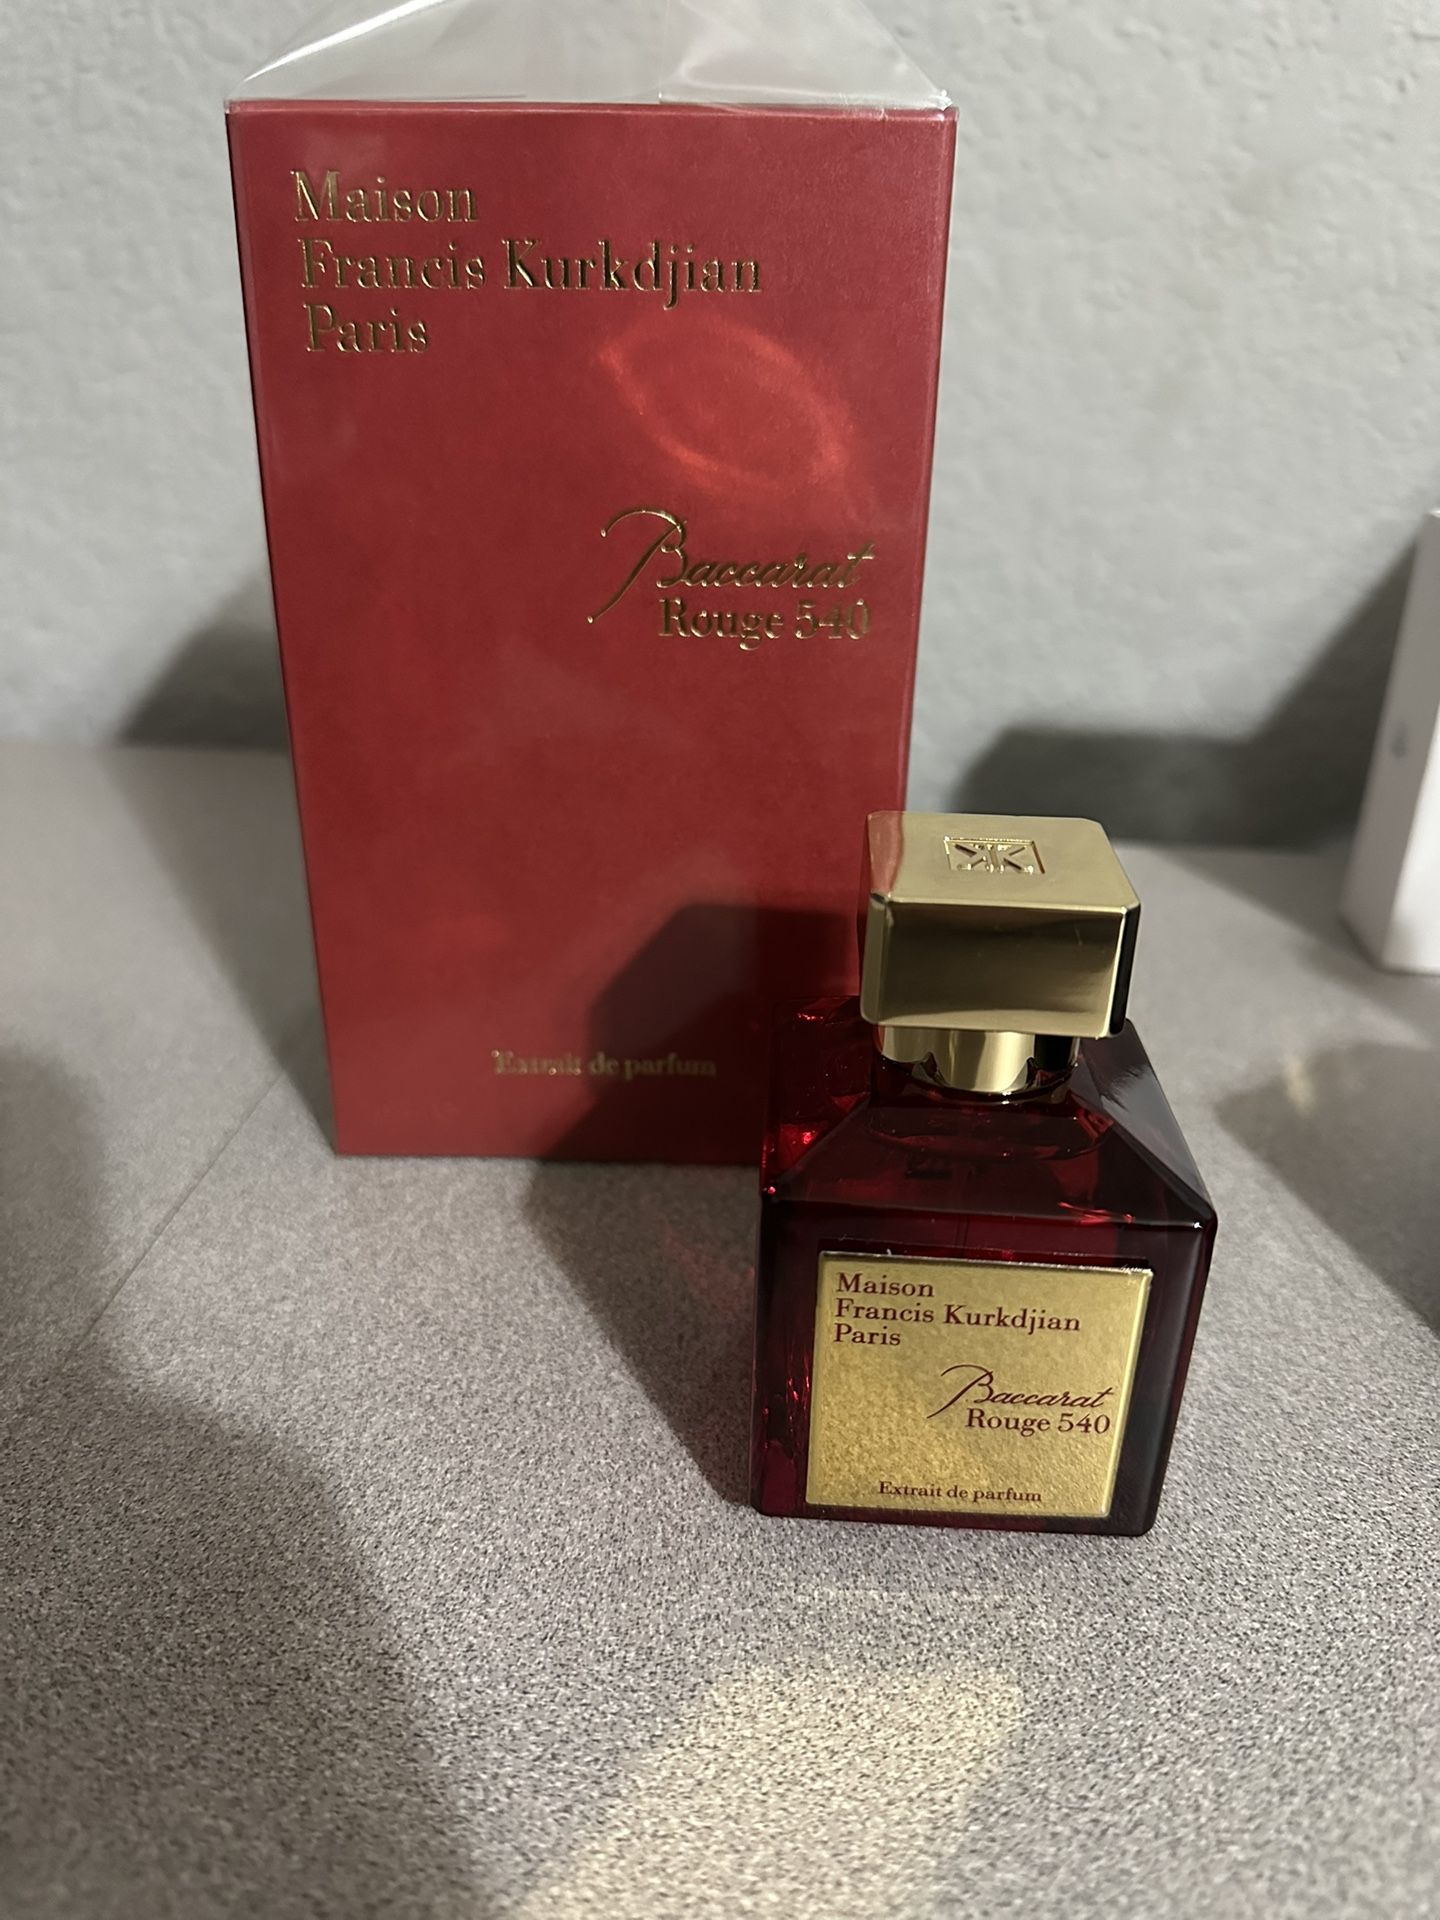 Maison
Francis Kurkdjian
Paris
Baccarat
Rouge 540
Extrait de parfum
Maison
Francis Kurkdjian
Paris
Baccarat
Rouge 540
Extrait de parfum